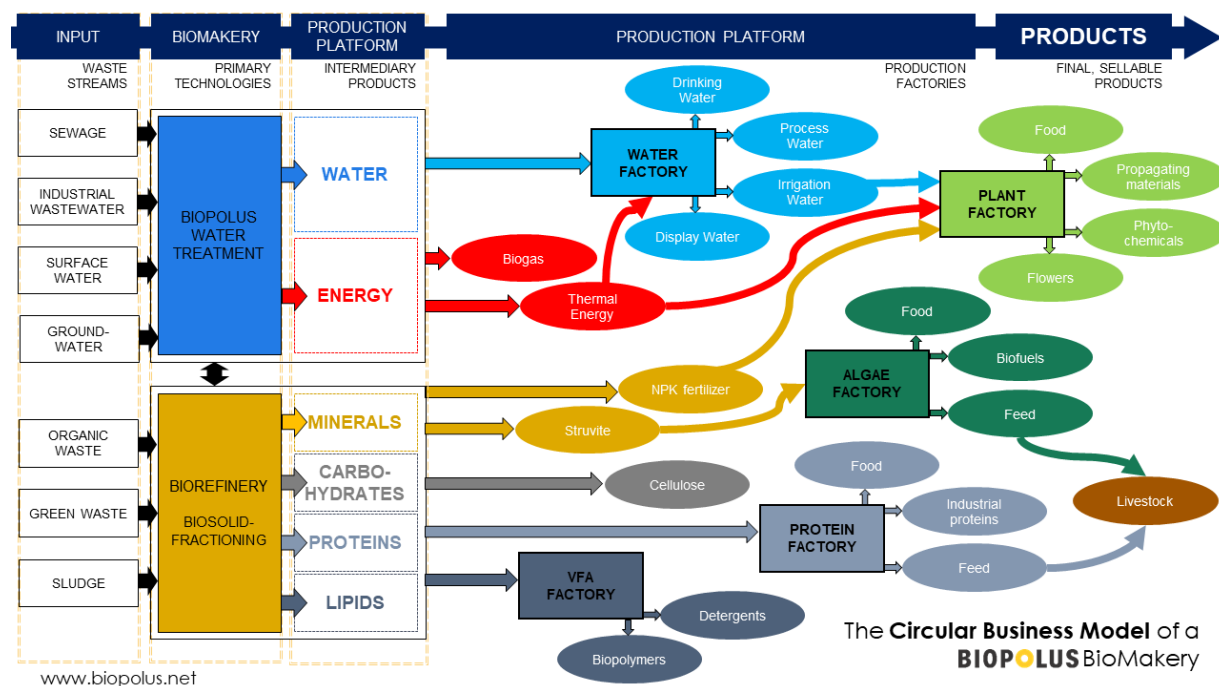 INPUT
BIOMAKERY
PRODUCTION
PLATFORM
PRODUCTION PLATFORM
PRODUCTS
WASTE
STREAMS
PRIMARY
TECHNOLOGIES
INTERMEDIARY
PRODUCTS
PRODUCTION
FACTORIES
FINAL, SELLABLE
PRODUCTS
SEWAGE
INDUSTRIAL
WASTEWATER
SURFACE
WATER
GROUND-
WATER
ORGANIC
WASTE
GREEN WASTE
SLUDGE
BIOPOLUS
WATER
TREATMENT
BIOREFINERY
BIOSOLID-
FRACTIONING
WATER
ENERGY
MINERALS
CARBO-
HYDRATES
PROTEINS
LIPIDS
Drinking
Water
WATER
FACTORY
Process
Water
Irrigation
Water
Display Water
Biogas
Thermal
Energy
NPK fertilizer
Struvite
Cellulose
VFA
FACTORY
Detergents
Biopolymers
Food
PLANT
FACTORY
Propagating
materials
Phyto-
chemicals
Flowers
Food
ALGAE
FACTORY
Biofuels
Feed
Food
PROTEIN
FACTORY
Industrial
proteins
Feed
Livestock
The Circular Business Model of a
BIOPOLUS BioMakery
www.biopolus.net